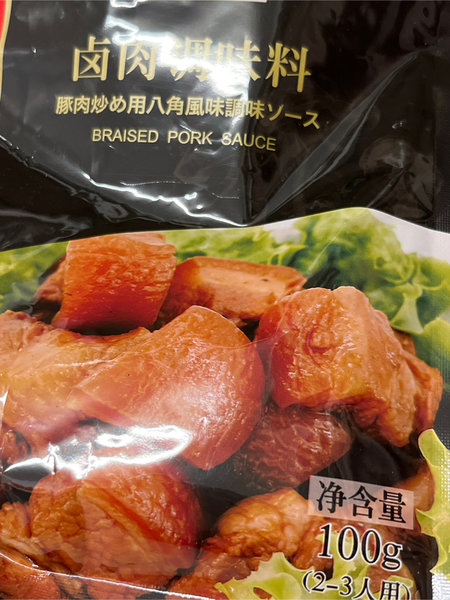 卤肉调味料
豚肉炒め用八角風味調味ソース
BRAISED PORK SAUCE
净含量
100g
(2-3人用)